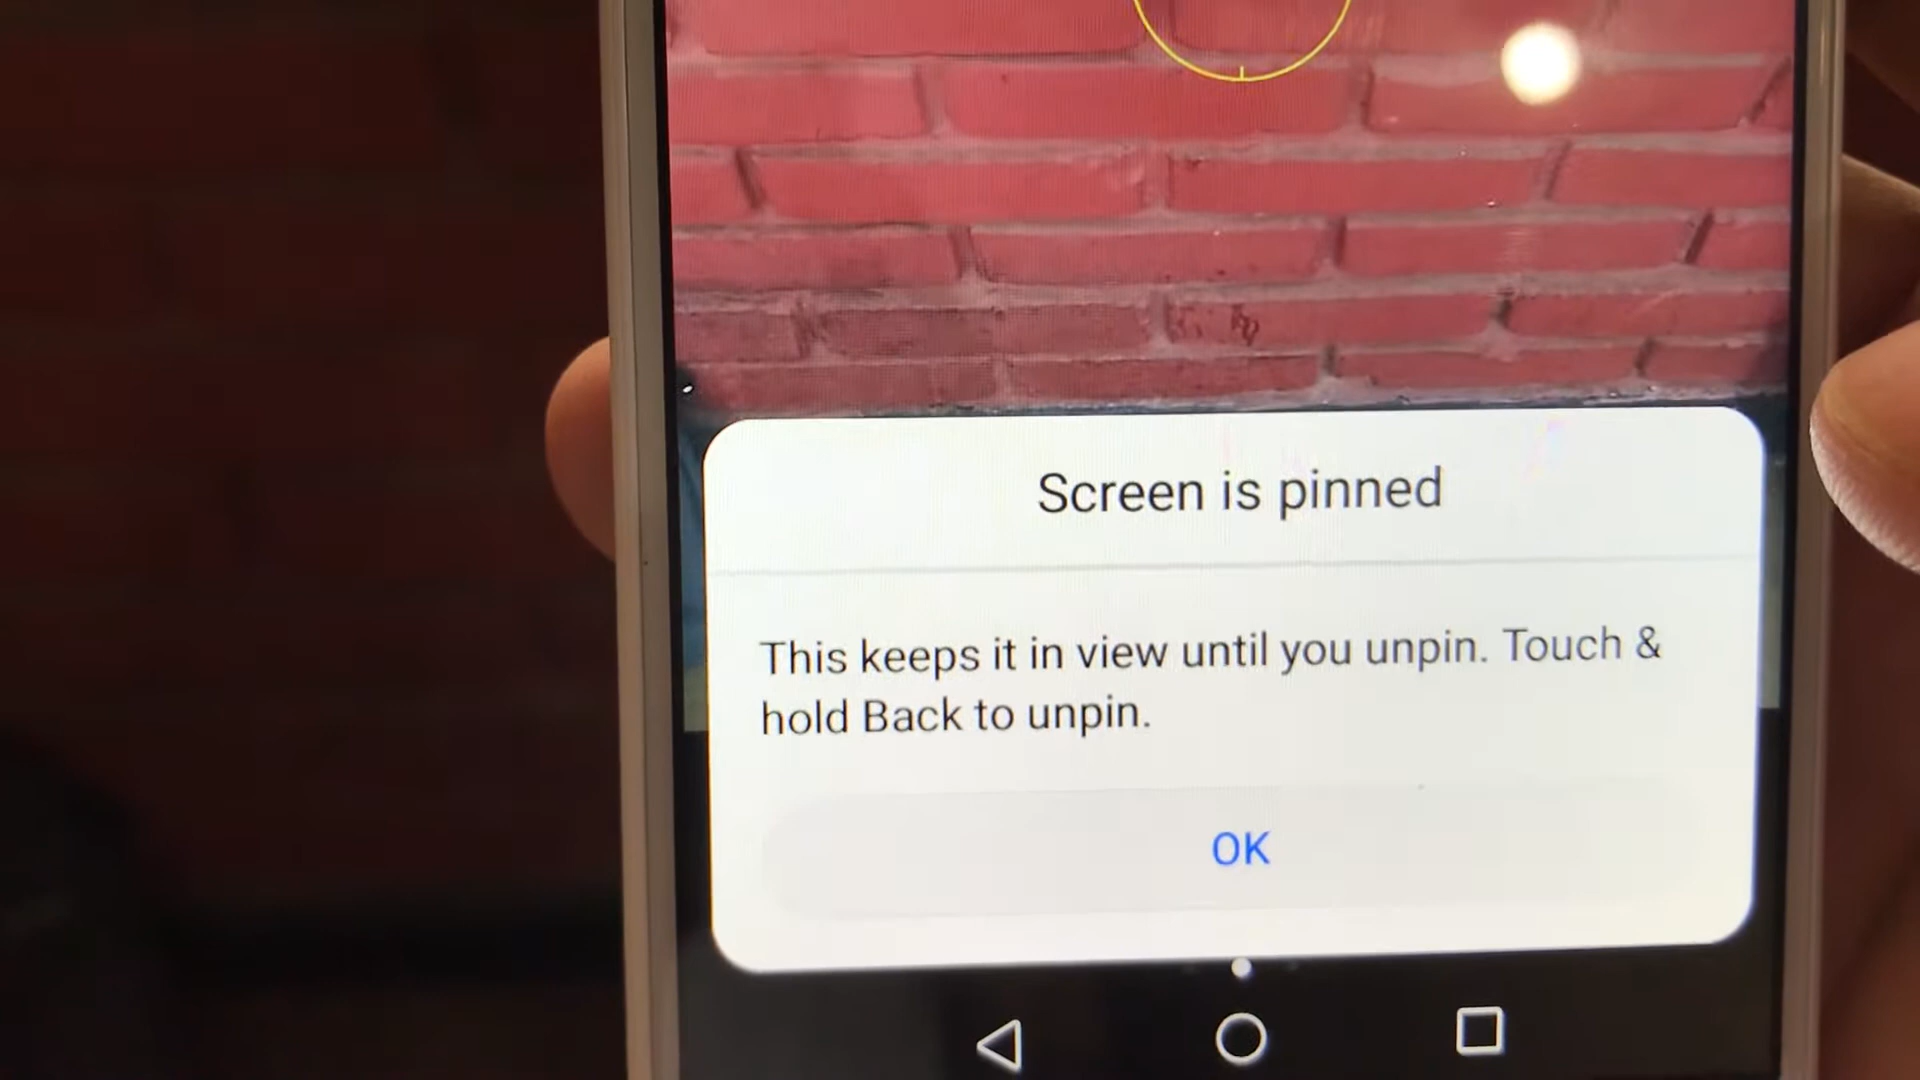 Screen is pinned
This keeps it in view until you unpin. Touch &
hold Back to unpin.
OK